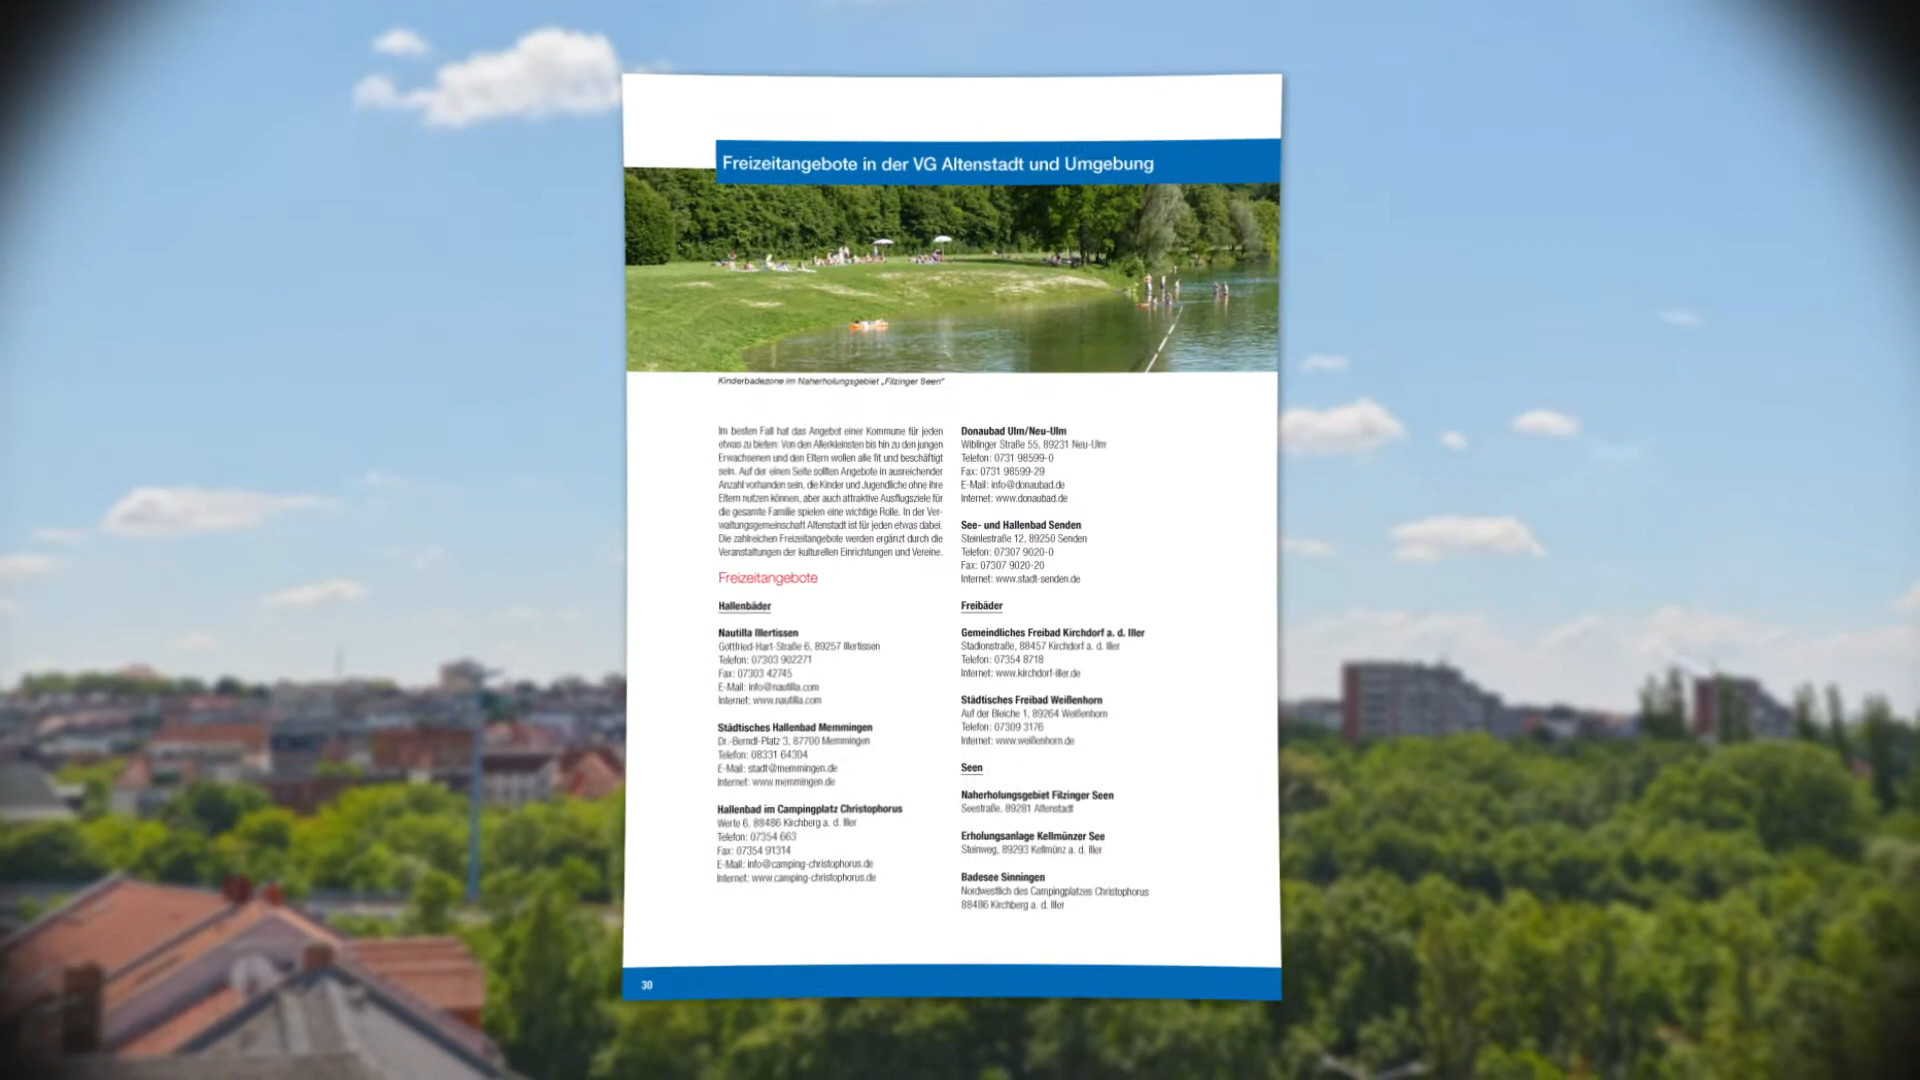 Freizeitangebote in der VG Altenstadt und Umgebung
Kinderbadezone im Naherholungsgebiet „Filzinger Seen"
Im besten Fall hat das Angebot einer Kommune für jeden
etwas zu bieten: Von den Allerkleinsten bis hin zu den jungen
Erwachsenen und den Eltern wollen alle fit und beschäftigt
sein. Auf der einen Seite sollten Angebote in ausreichender
Anzahl vorhanden sein, die Kinder und Jugendliche ohne ihre
Eltern nutzen können, aber auch attraktive Ausflugsziele für
die gesamte Familie spielen eine wichtige Rolle. In der Ver-
waltungsgemeinschaft Altenstadt ist für jeden etwas dabei.
Die zahlreichen Freizeitangebote werden ergänzt durch die
Veranstaltungen der kulturellen Einrichtungen und Vereine.
Freizeitangebote
Hallenbäder
Nautilla Illertissen
Gottfried-Hart-Straße 6, 89257 Illertissen
Telefon: 07303 902271
Fax: 07303 42745
E-Mail: info@nautilla.com
Internet: www.nautilla.com
Städtisches Hallenbad Memmingen
Dr.-Berndl-Platz 3, 87700 Memmingen
Telefon: 08331 64304
E-Mail: stadt@memmingen.de
Internet: www.memmingen.de
Hallenbad im Campingplatz Christophorus
Werte 6, 88486 Kirchberg a. d. Iller
Telefon: 07354 663
Fax: 07354 91314
E-Mail: info@camping-christophorus.de
Internet: www.camping-christophorus.de
Donaubad Ulm/Neu-Ulm
Wiblinger Straße 55, 89231 Neu-Ulm
Telefon: 0731 98599-0
Fax: 0731 98599-29
E-Mail: info@donaubad.de
Internet: www.donaubad.de
See- und Hallenbad Senden
Steinlestraße 12, 89250 Senden
Telefon: 07307 9020-0
Fax: 07307 9020-20
Internet: www.stadt-senden.de
Freibäder
Gemeindliches Freibad Kirchdorf a. d. Iller
Stadionstraße, 88457 Kirchdorf a. d. Iller
Telefon: 07354 8718
Internet: www.kirchdorf-iller.de
Städtisches Freibad Weißenhorn
Auf der Bleiche 1, 89264 Weißenhorn
Telefon: 07309 3176
Internet: www.weißenhorn.de
Seen
Naherholungsgebiet Filzinger Seen
Seestraße, 89281 Altenstadt
Erholungsanlage Kellmünzer See
Steinweg, 89293 Kellmünz a. d. Iller
Badesee Sinningen
Nordwestlich des Campingplatzes Christophorus
88486 Kirchberg a. d. Iller
30